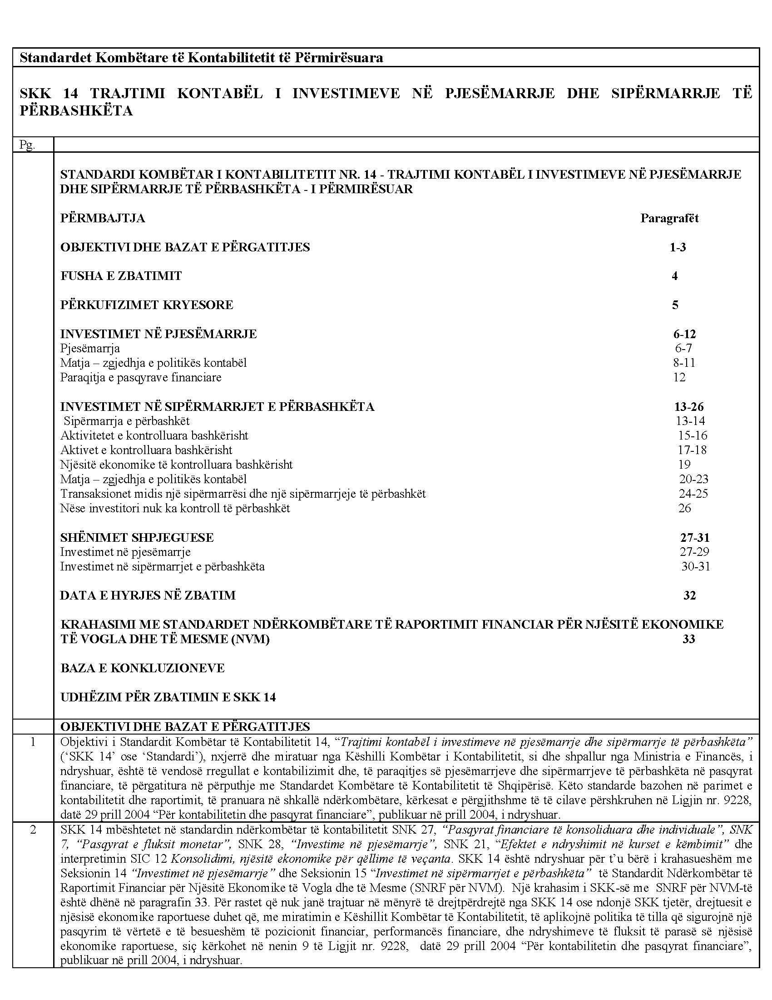 Standardet Kombëtare të Kontabilitetit të Përmirësuara
SKK 14 TRAJTIMI KONTABËL I INVESTIMEVE NË PJESËMARRJE DHE SIPËRMARRJE TË
PËRBASHKËTA
Pg.
STANDARDI KOMBËTAR I KONTABILITETIT NR. 14 - TRAJTIMI KONTABËL I INVESTIMEVE NË PJESËMARRJE
DHE SIPËRMARRJE TË PËRBASHKËTA - I PËRMIRËSUAR
PËRMBAJTJA Paragrafët
OBJEKTIVI DHE BAZAT E PËRGATITJES 1-3
FUSHA E ZBATIMIT 4
PËRKUFIZIMET KRYESORE 5
INVESTIMET NË PJESËMARRJE 6-12
Pjesëmarrja 6-7
Matja – zgjedhja e politikës kontabël 8-11
Paraqitja e pasqyrave financiare 12
INVESTIMET NË SIPËRMARRJET E PËRBASHKËTA 13-26
Sipërmarrja e përbashkët 13-14
Aktivitetet e kontrolluara bashkërisht 15-16
Aktivet e kontrolluara bashkërisht 17-18
Njësitë ekonomike të kontrolluara bashkërisht 19
Matja – zgjedhja e politikës kontabël 20-23
Transaksionet midis një sipërmarrësi dhe një sipërmarrjeje të përbashkët 24-25
Nëse investitori nuk ka kontroll të përbashkët 26
SHËNIMET SHPJEGUESE 27-31
Investimet në pjesëmarrje 27-29
Investimet në sipërmarrjet e përbashkëta 30-31
DATA E HYRJES NË ZBATIM 32
KRAHASIMI ME STANDARDET NDËRKOMBËTARE TË RAPORTIMIT FINANCIAR PËR NJËSITË EKONOMIKE
TË VOGLA DHE TË MESME (NVM) 33
BAZA E KONKLUZIONEVE
UDHËZIM PËR ZBATIMIN E SKK 14
OBJEKTIVI DHE BAZAT E PËRGATITJES
1 Objektivi i Standardit Kombëtar të Kontabilitetit 14, “Trajtimi kontabël i investimeve në pjesëmarrje dhe sipërmarrje të përbashkëta”
(‘SKK 14’ ose ‘Standardi’), nxjerrë dhe miratuar nga Këshilli Kombëtar i Kontabilitetit, si dhe shpallur nga Ministria e Financës, i
ndryshuar, është të vendosë rregullat e kontabilizimit dhe, të paraqitjes së pjesëmarrjeve dhe sipërmarrjeve të përbashkëta në pasqyrat
financiare, të përgatitura në përputhje me Standardet Kombëtare të Kontabilitetit të Shqipërisë. Këto standarde bazohen në parimet e
kontabilitetit dhe raportimit, të pranuara në shkallë ndërkombëtare, kërkesat e përgjithshme të të cilave përshkruhen në Ligjin nr. 9228,
datë 29 prill 2004 “Për kontabilitetin dhe pasqyrat financiare”, publikuar në prill 2004, i ndryshuar.
2 SKK 14 mbështetet në standardin ndërkombëtar të kontabilitetit SNK 27, “Pasqyrat financiare të konsoliduara dhe individuale”, SNK
7, “Pasqyrat e fluksit monetar”, SNK 28, “Investime në pjesëmarrje”, SNK 21, “Efektet e ndryshimit në kurset e këmbimit” dhe
interpretimin SIC 12 Konsolidimi, njësitë ekonomike për qëllime të veçanta. SKK 14 është ndryshuar për t’u bërë i krahasueshëm me
Seksionin 14 “Investimet në pjesëmarrje” dhe Seksionin 15 “Investimet në sipërmarrjet e përbashkëta” të Standardit Ndërkombëtar të
Raportimit Financiar për Njësitë Ekonomike të Vogla dhe të Mesme (SNRF për NVM). Një krahasim i SKK-së me SNRF për NVM-të
është dhënë në paragrafin 33. Për rastet që nuk janë trajtuar në mënyrë të drejtpërdrejtë nga SKK 14 ose ndonjë SKK tjetër, drejtuesit e
njësisë ekonomike raportuese duhet që, me miratimin e Këshillit Kombëtar të Kontabilitetit, të aplikojnë politika të tilla që sigurojnë një
pasqyrim të vërtetë e të besueshëm të pozicionit financiar, performancës financiare, dhe ndryshimeve të fluksit të parasë së njësisë
ekonomike raportuese, siç kërkohet në nenin 9 të Ligjit nr. 9228, datë 29 prill 2004 “Për kontabilitetin dhe pasqyrat financiare”,
publikuar në prill 2004, i ndryshuar.